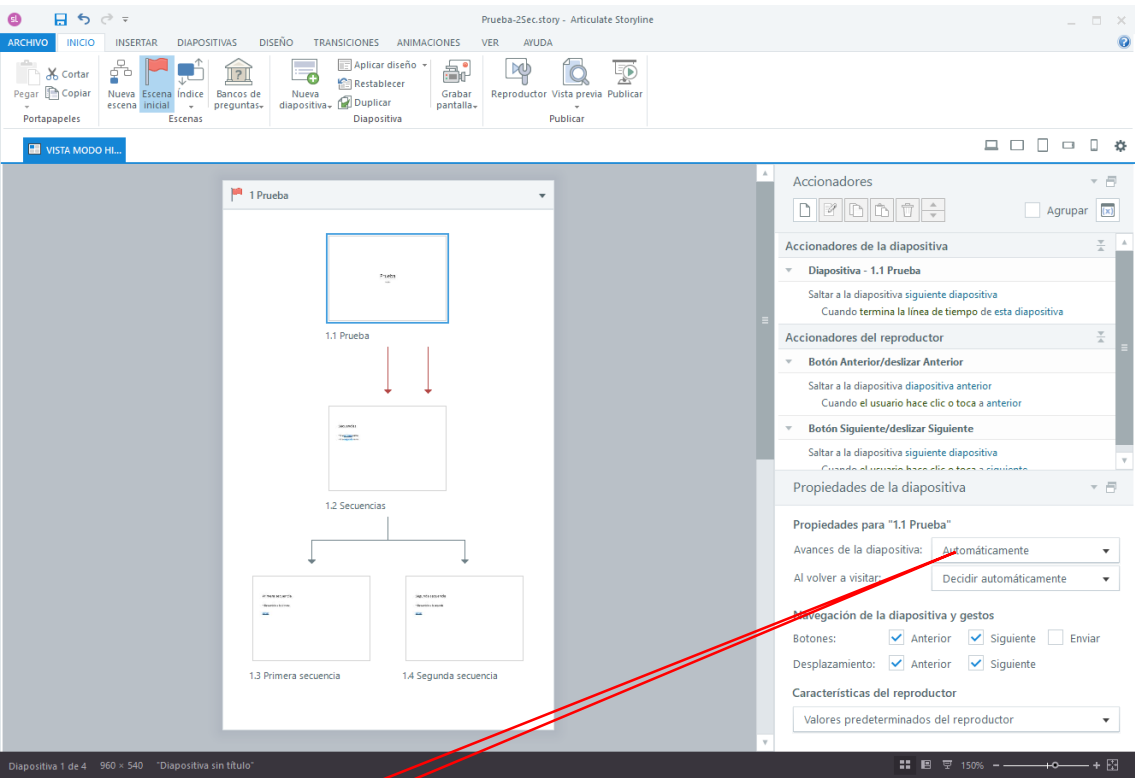 sl
Prueba-2Sec.story - Articulate Storyline
ARCHIVO INICIO INSERTAR DIAPOSITIVAS DISEÑO TRANSICIONES ANIMACIONES VER AYUDA
Pegar
Cortar
Copiar
Portapapeles
Nueva escena
Escena inicial
Índice
Bancos de preguntas
Escenas
Nueva diapositiva
Aplicar diseño
Restablecer
Duplicar
Grabar pantalla
Diapositiva
Reproductor
Vista previa
Publicar
Publicar
VISTA MODO HI...
1 Prueba
Prueba
1.1 Prueba
1.2 Secuencias
1.3 Primera secuencia
1.4 Segunda secuencia
Accionadores
Agrupar
Accionadores de la diapositiva
Diapositiva - 1.1 Prueba
Saltar a la diapositiva siguiente diapositiva
Cuando termina la línea de tiempo de esta diapositiva
Accionadores del reproductor
Botón Anterior/deslizar Anterior
Saltar a la diapositiva diapositiva anterior
Cuando el usuario hace clic o toca a anterior
Botón Siguiente/deslizar Siguiente
Saltar a la diapositiva siguiente diapositiva
Cuando el usuario hace clic o toca a siguiente
Propiedades de la diapositiva
Propiedades para "1.1 Prueba"
Avances de la diapositiva: Automáticamente
Al volver a visitar: Decidir automáticamente
Navegación de la diapositiva y gestos
Botones: Anterior Siguiente Enviar
Desplazamiento: Anterior Siguiente
Características del reproductor
Valores predeterminados del reproductor
Diapositiva 1 de 4 960 × 540 "Diapositiva sin título" 150%